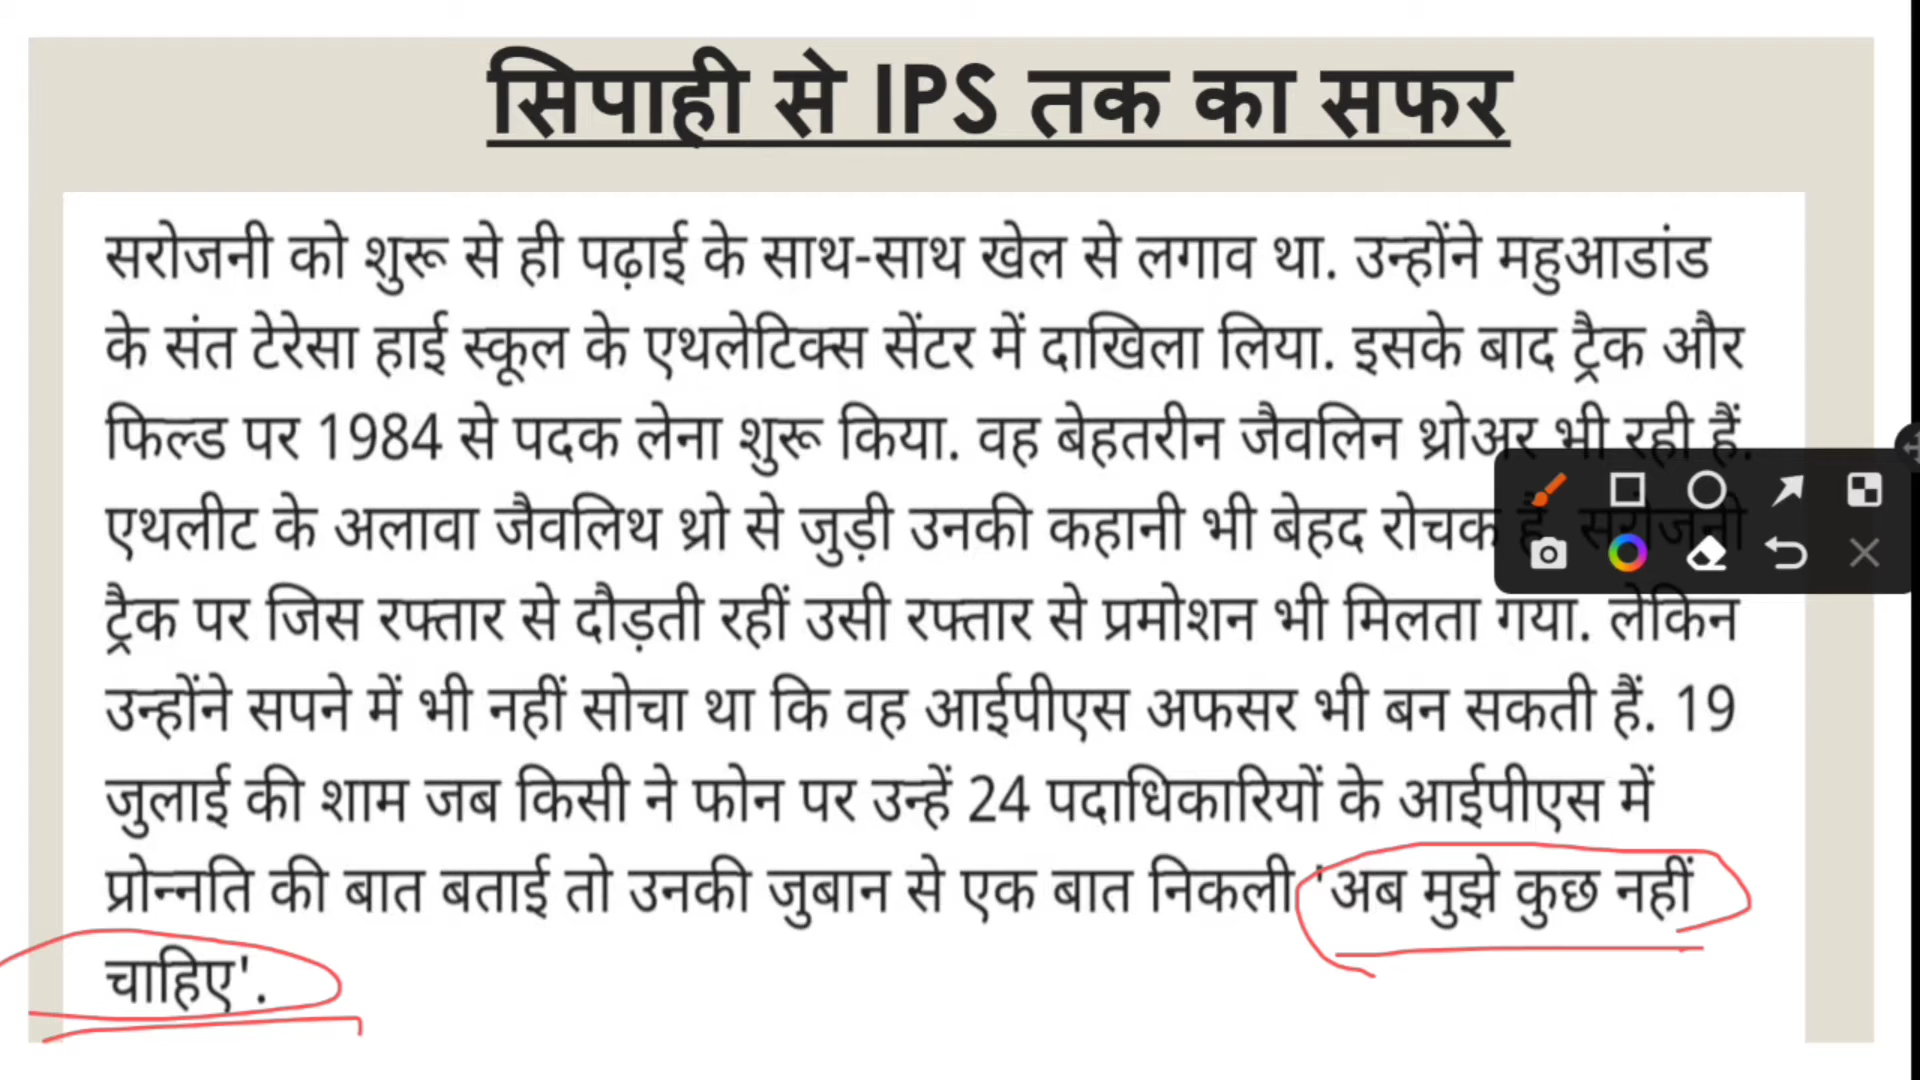 सिपाही से IPS तक का सफर
सरोजनी को शुरू से ही पढ़ाई के साथ-साथ खेल से लगाव था. उन्होंने महुआडांड
के संत टेरेसा हाई स्कूल के एथलेटिक्स सेंटर में दाखिला लिया. इसके बाद ट्रैक और
फिल्ड पर 1984 से पदक लेना शुरू किया. वह बेहतरीन जैवलिन थ्रोअर भी रही हैं.
एथलीट के अलावा जैवलिथ थ्रो से जुड़ी उनकी कहानी भी बेहद रोचक है. सरोजनी
ट्रैक पर जिस रफ्तार से दौड़ती रहीं उसी रफ्तार से प्रमोशन भी मिलता गया. लेकिन
उन्होंने सपने में भी नहीं सोचा था कि वह आईपीएस अफसर भी बन सकती हैं. 19
जुलाई की शाम जब किसी ने फोन पर उन्हें 24 पदाधिकारियों के आईपीएस में
प्रोन्नति की बात बताई तो उनकी जुबान से एक बात निकली 'अब मुझे कुछ नहीं
चाहिए'.